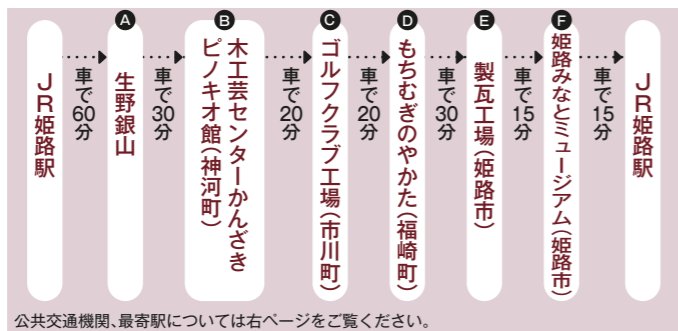 JR姫路駅
車で60分
A
生野銀山
車で30分
B
木工芸センターかんざき
ピノキオ館(神河町)
車で20分
C
ゴルフクラブ工場(市川町)
車で20分
D
もちむぎのやかた(福崎町)
車で30分
E
製瓦工場(姫路市)
車で15分
F
姫路みなとミュージアム(姫路市)
車で15分
JR姫路駅
公共交通機関、最寄駅については右ページをご覧ください。